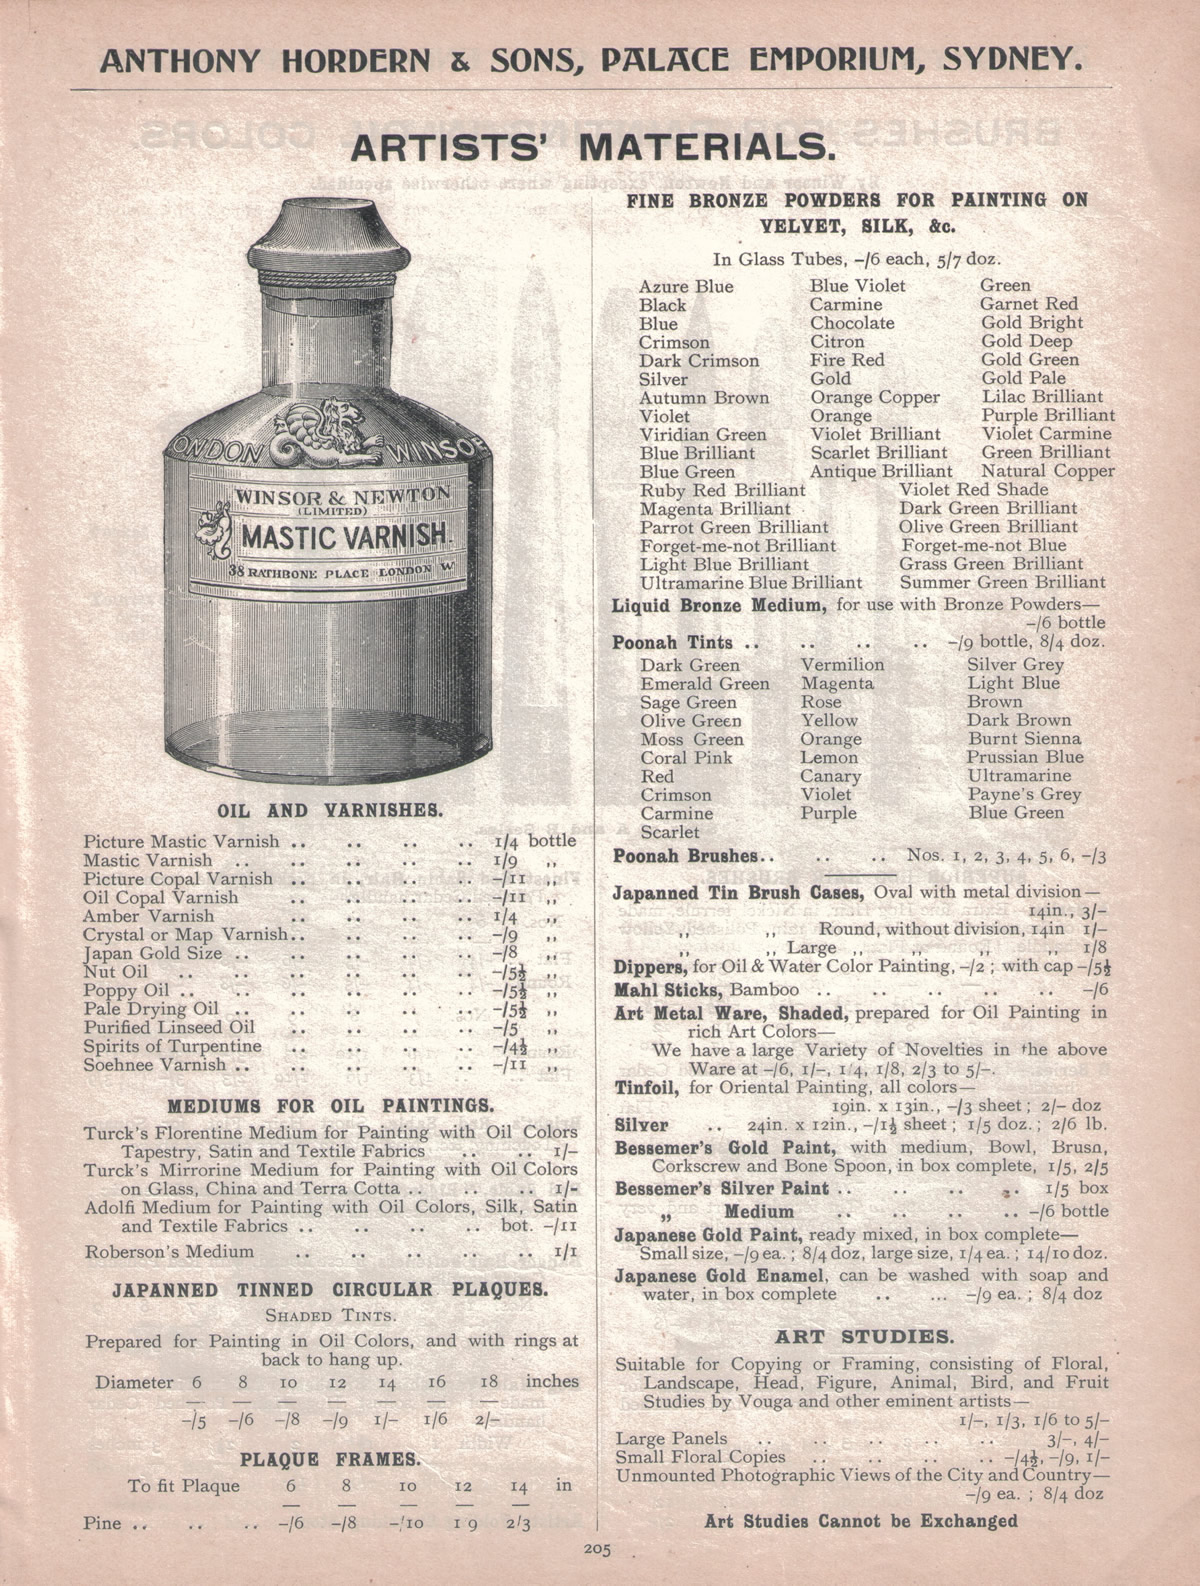 ANTHONY HORDERN & SONS, PALACE EMPORIUM, SYDNEY.
ARTISTS' MATERIALS.
ONDON WINSOR
WINSOR & NEWTON
(LIMITED)
MASTIC VARNISH.
38 RATHBONE PLACE LONDON W
OIL AND VARNISHES.
Picture Mastic Varnish .. .. .. .. 1/4 bottle
Mastic Varnish .. .. .. .. 1/9 ,,
Picture Copal Varnish .. .. .. .. -/11 ,,
Oil Copal Varnish .. .. .. .. -/11 ,,
Amber Varnish .. .. .. .. 1/4 ,,
Crystal or Map Varnish.. .. .. .. -/9 ,,
Japan Gold Size .. .. .. .. -/8 ,,
Nut Oil .. .. .. .. -/5½ ,,
Poppy Oil .. .. .. .. -/5½ ,,
Pale Drying Oil .. .. .. .. -/5½ ,,
Purified Linseed Oil .. .. .. .. -/5 ,,
Spirits of Turpentine .. .. .. .. -/4½ ,,
Soehnee Varnish .. .. .. .. -/11 ,,
MEDIUMS FOR OIL PAINTINGS.
Turck's Florentine Medium for Painting with Oil Colors
Tapestry, Satin and Textile Fabrics .. .. 1/-
Turck's Mirrorine Medium for Painting with Oil Colors
on Glass, China and Terra Cotta .. .. .. 1/-
Adolfi Medium for Painting with Oil Colors, Silk, Satin
and Textile Fabrics .. .. .. .. bot. -/11
Roberson's Medium .. .. .. .. .. 1/1
JAPANNED TINNED CIRCULAR PLAQUES.
SHADED TINTS.
Prepared for Painting in Oil Colors, and with rings at
back to hang up.
Diameter 6 8 10 12 14 16 18 inches
-/5 -/6 -/8 -/9 1/- 1/6 2/-
PLAQUE FRAMES.
To fit Plaque 6 8 10 12 14 in
Pine .. .. .. -/6 -/8 -/10 1 9 2/3
FINE BRONZE POWDERS FOR PAINTING ON
VELVET, SILK, &c.
In Glass Tubes, -/6 each, 5/7 doz.
Azure Blue Blue Violet Green
Black Carmine Garnet Red
Blue Chocolate Gold Bright
Crimson Citron Gold Deep
Dark Crimson Fire Red Gold Green
Silver Gold Gold Pale
Autumn Brown Orange Copper Lilac Brilliant
Violet Orange Purple Brilliant
Viridian Green Violet Brilliant Violet Carmine
Blue Brilliant Scarlet Brilliant Green Brilliant
Blue Green Antique Brilliant Natural Copper
Ruby Red Brilliant Violet Red Shade
Magenta Brilliant Dark Green Brilliant
Parrot Green Brilliant Olive Green Brilliant
Forget-me-not Brilliant Forget-me-not Blue
Light Blue Brilliant Grass Green Brilliant
Ultramarine Blue Brilliant Summer Green Brilliant
Liquid Bronze Medium, for use with Bronze Powders—
-/6 bottle
Poonah Tints .. .. .. .. -/9 bottle, 8/4 doz.
Dark Green Vermilion Silver Grey
Emerald Green Magenta Light Blue
Sage Green Rose Brown
Olive Green Yellow Dark Brown
Moss Green Orange Burnt Sienna
Coral Pink Lemon Prussian Blue
Red Canary Ultramarine
Crimson Violet Payne's Grey
Carmine Purple Blue Green
Scarlet
Poonah Brushes.. .. .. Nos. 1, 2, 3, 4, 5, 6, -/3
Japanned Tin Brush Cases, Oval with metal division—
14in., 3/-
,, ,, Round, without division, 14in 1/-
,, ,, Large ,, ,, ,, ,, 1/8
Dippers, for Oil & Water Color Painting, -/2 ; with cap -/5½
Mahl Sticks, Bamboo .. .. .. .. .. -/6
Art Metal Ware, Shaded, prepared for Oil Painting in
rich Art Colors—
We have a large Variety of Novelties in the above
Ware at -/6, 1/-, 1/4, 1/8, 2/3 to 5/-.
Tinfoil, for Oriental Painting, all colors—
19in. x 13in., -/3 sheet ; 2/- doz
Silver .. 24in. x 12in., -/1½ sheet ; 1/5 doz. ; 2/6 lb.
Bessemer's Gold Paint, with medium, Bowl, Brush,
Corkscrew and Bone Spoon, in box complete, 1/5, 2/5
Bessemer's Silver Paint .. .. .. .. 1/5 box
,, Medium .. .. .. .. -/6 bottle
Japanese Gold Paint, ready mixed, in box complete—
Small size, -/9 ea. ; 8/4 doz, large size, 1/4 ea. ; 14/10 doz.
Japanese Gold Enamel, can be washed with soap and
water, in box complete .. ... -/9 ea. ; 8/4 doz
ART STUDIES.
Suitable for Copying or Framing, consisting of Floral,
Landscape, Head, Figure, Animal, Bird, and Fruit
Studies by Vouga and other eminent artists—
1/-, 1/3, 1/6 to 5/-
Large Panels .. .. .. .. .. 3/-, 4/-
Small Floral Copies .. .. .. .. -/4½, -/9, 1/-
Unmounted Photographic Views of the City and Country—
-/9 ea. ; 8/4 doz
Art Studies Cannot be Exchanged
205